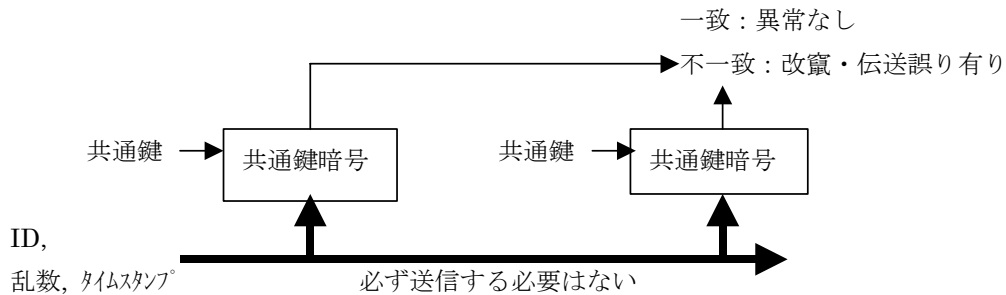 一致：異常なし
不一致：改竄・伝送誤り有り
共通鍵
共通鍵暗号
共通鍵
共通鍵暗号
ID,
乱数, ﾀｲﾑｽﾀﾝﾌﾟ
必ず送信する必要はない